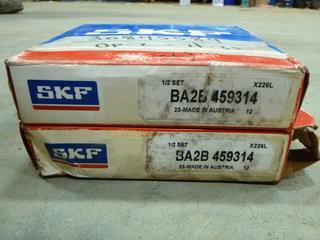 SKF
1/2 SET
X226L
BA2B 459314
23-MADE IN AUSTRIA 12
SKF
1/2 SET
X226L
BA2B 459314
23-MADE IN AUSTRIA 12